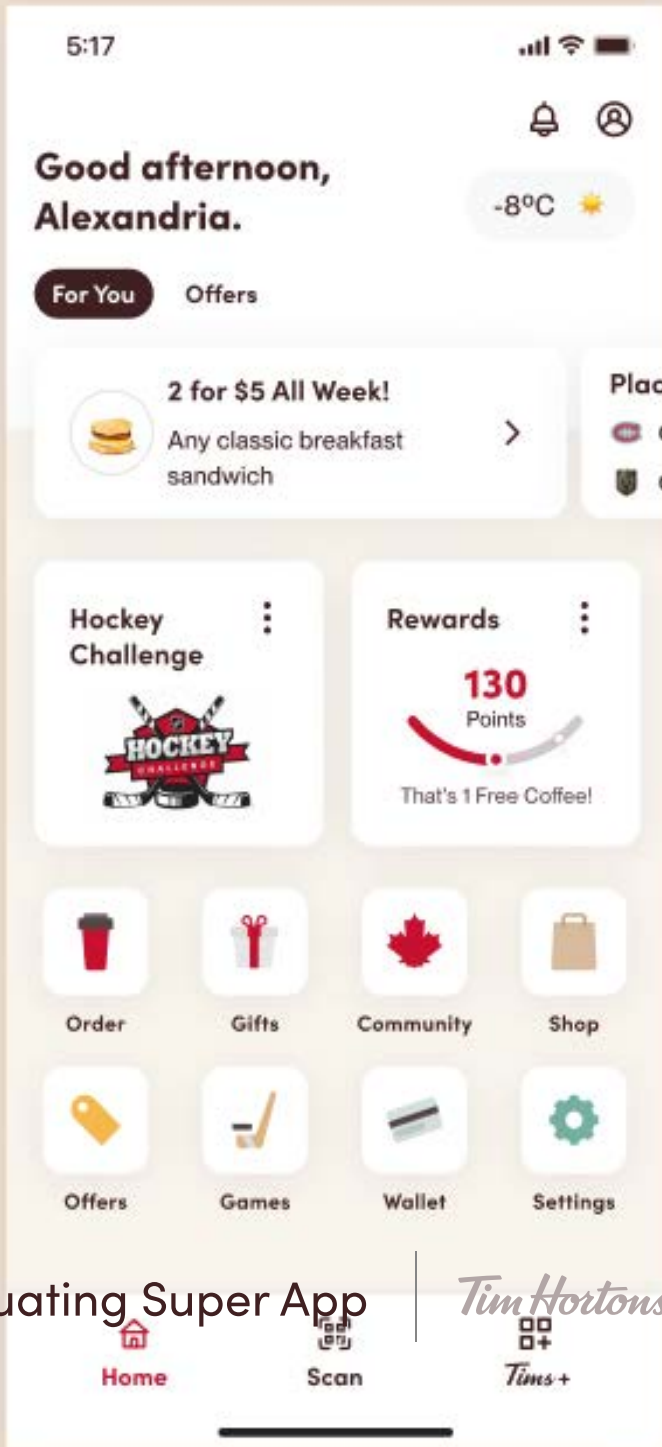 5:17
Good afternoon,
Alexandria.
-8°C
For You
Offers
2 for $5 All Week!
Any classic breakfast
sandwich
Plac
Hockey
Challenge
HOCKEY
CHALLENGE
Rewards
130
Points
That's 1 Free Coffee!
Order
Gifts
Community
Shop
Offers
Games
Wallet
Settings
uating Super App
Tim Hortons
Home
Scan
Tims+